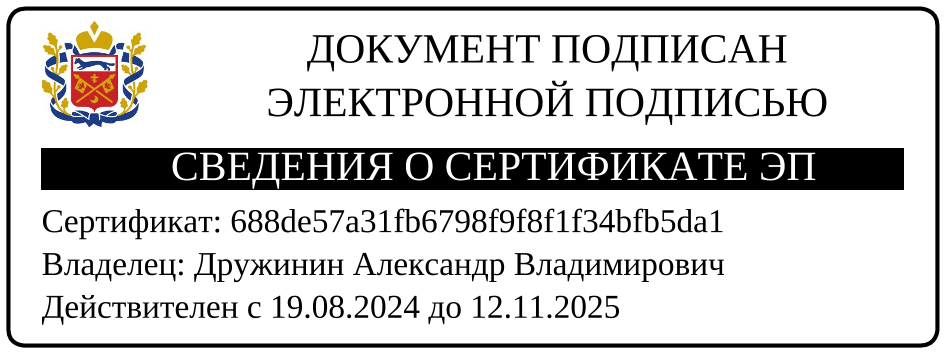 ДОКУМЕНТ ПОДПИСАН
ЭЛЕКТРОННОЙ ПОДПИСЬЮ
СВЕДЕНИЯ О СЕРТИФИКАТЕ ЭП
Сертификат: 688de57a31fb6798f9f8f1f34bfb5da1
Владелец: Дружинин Александр Владимирович
Действителен с 19.08.2024 до 12.11.2025